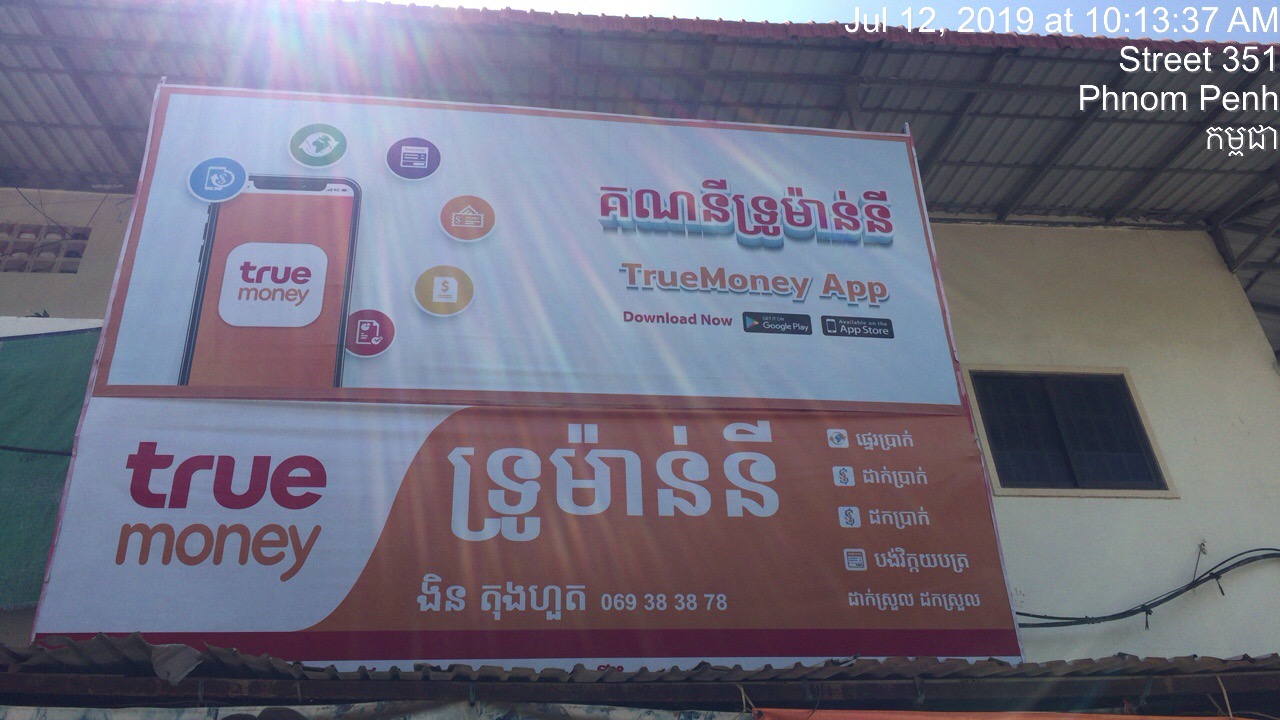 Jul 12, 2019 at 10:13:37 AM
Street 351
Phnom Penh
កម្ពុជា
true
money
គណនីទ្រូម៉ាន់នី
TrueMoney App
Download Now
GET IT ON
Google Play
Available on the
App Store
true
money
ទ្រូម៉ាន់នី
ងិន តុងហួត 069 38 38 78
ផ្ទេរប្រាក់
ដាក់ប្រាក់
ដកប្រាក់
បង់វិក្កយបត្រ
ដាក់ស្រួល ដកស្រួល